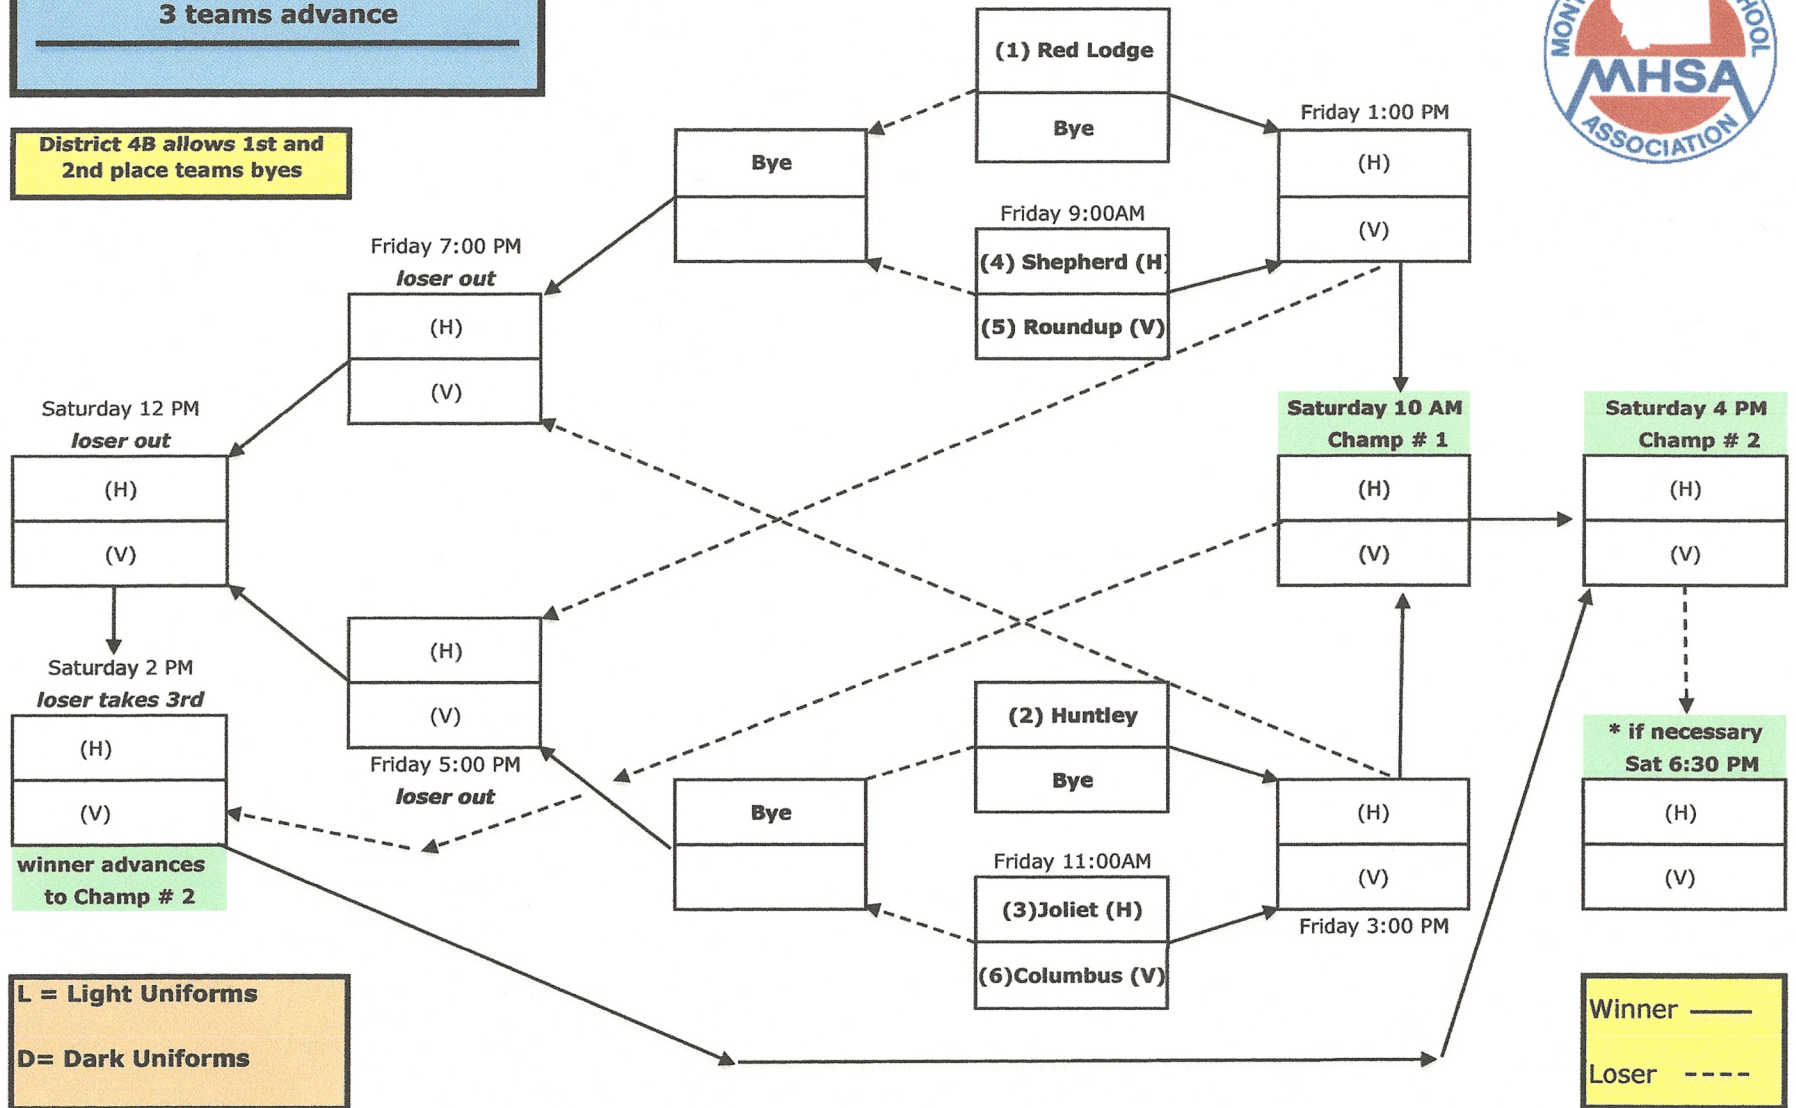 3 teams advance
District 4B allows 1st and
2nd place teams byes
MHSA
ASSOCIATION
(1) Red Lodge
Bye
Friday 1:00 PM
(H)
(V)
Bye
Friday 9:00AM
(4) Shepherd (H)
(5) Roundup (V)
Friday 7:00 PM
loser out
(H)
(V)
Saturday 12 PM
loser out
(H)
(V)
Saturday 10 AM
Champ # 1
(H)
(V)
Saturday 4 PM
Champ # 2
(H)
(V)
(H)
(V)
Friday 5:00 PM
loser out
Saturday 2 PM
loser takes 3rd
(H)
(V)
winner advances
to Champ # 2
(2) Huntley
Bye
Bye
Friday 11:00AM
(3)Joliet (H)
(6)Columbus (V)
(H)
(V)
Friday 3:00 PM
* if necessary
Sat 6:30 PM
(H)
(V)
L = Light Uniforms
D= Dark Uniforms
Winner
Loser